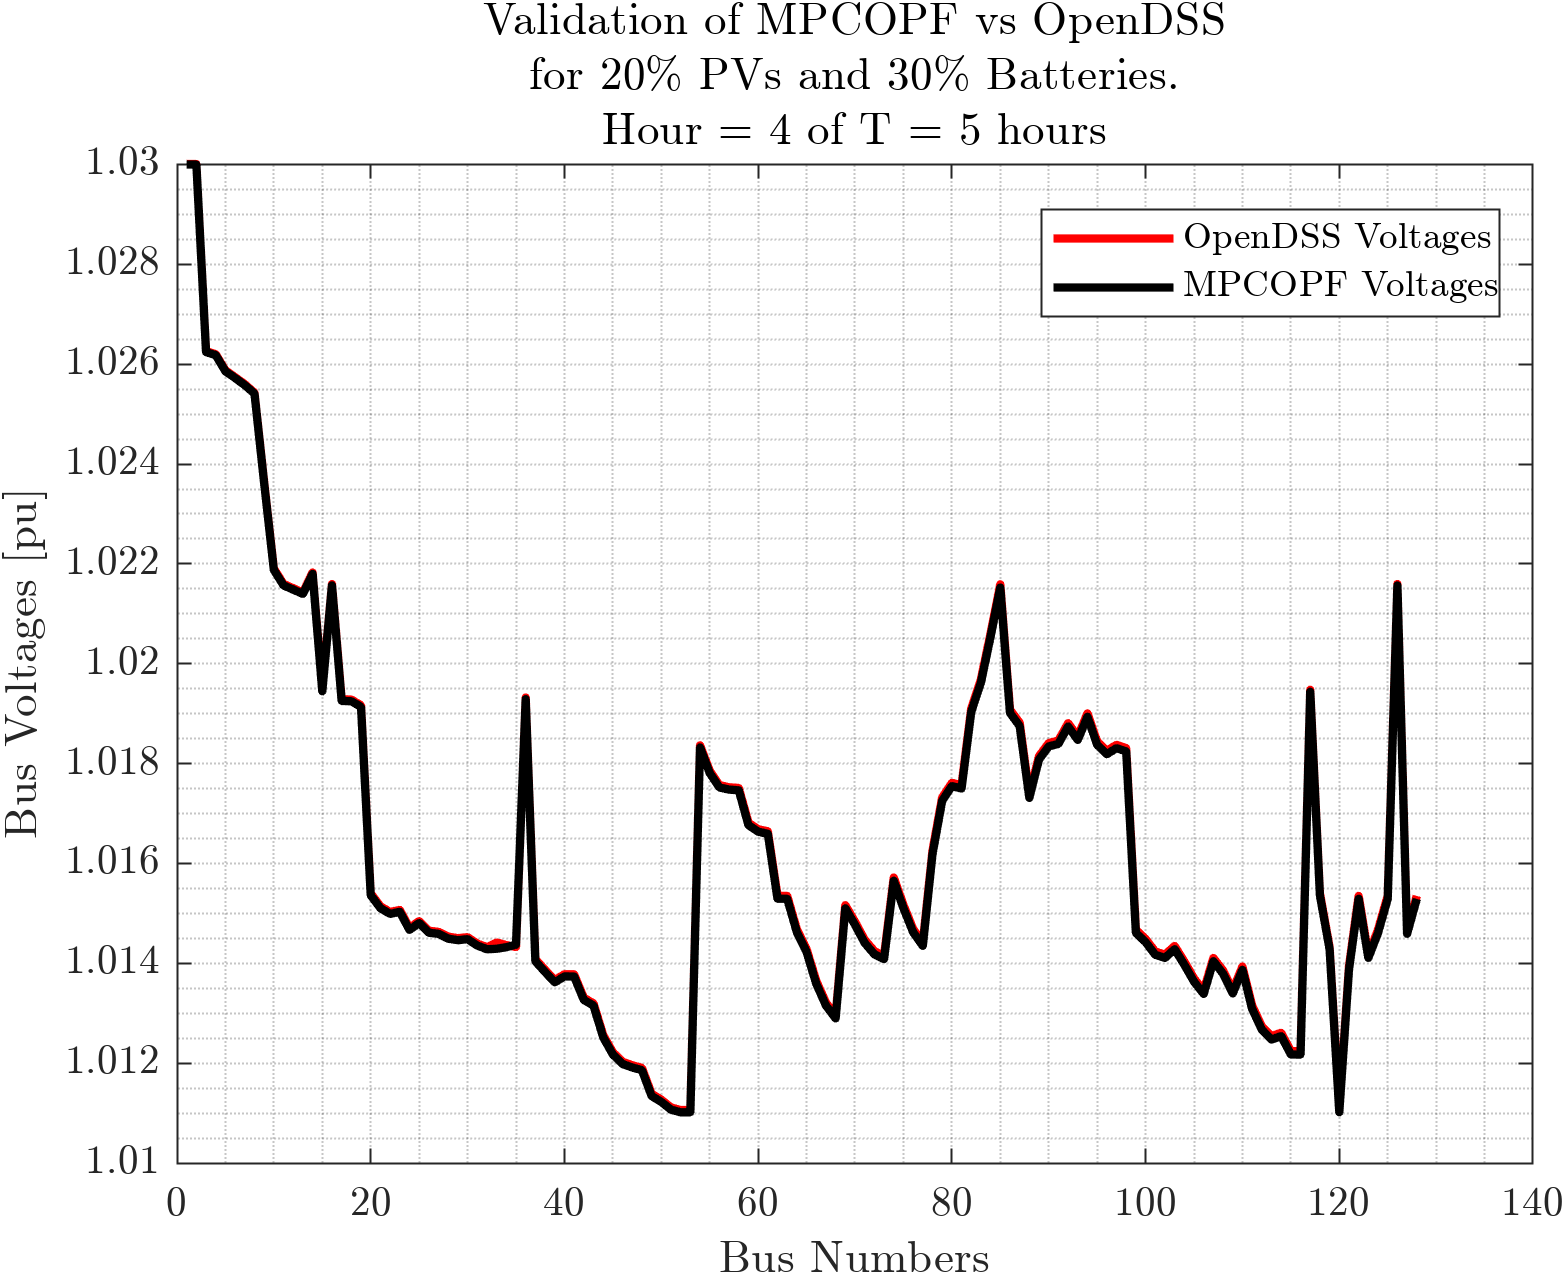 Validation of MPCOPF vs OpenDSS
for 20% PVs and 30% Batteries.
Hour = 4 of T = 5 hours
1.03
1.028
1.026
1.024
1.022
1.02
1.018
1.016
1.014
1.012
1.01
Bus Voltages [pu]
OpenDSS Voltages
MPCOPF Voltages
0 20 40 60 80 100 120 140
Bus Numbers